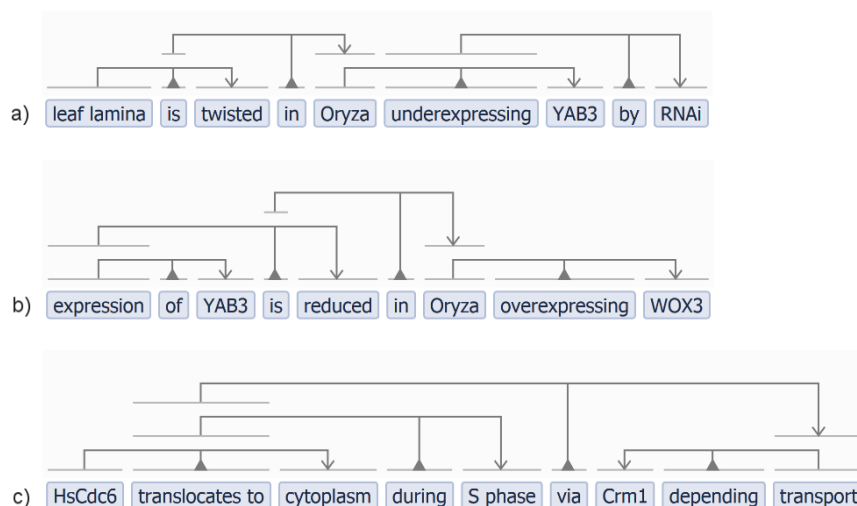 a) leaf lamina is twisted in Oryza underexpressing YAB3 by RNAi
b) expression of YAB3 is reduced in Oryza overexpressing WOX3
c) HsCdc6 translocates to cytoplasm during S phase via Crm1 depending transport